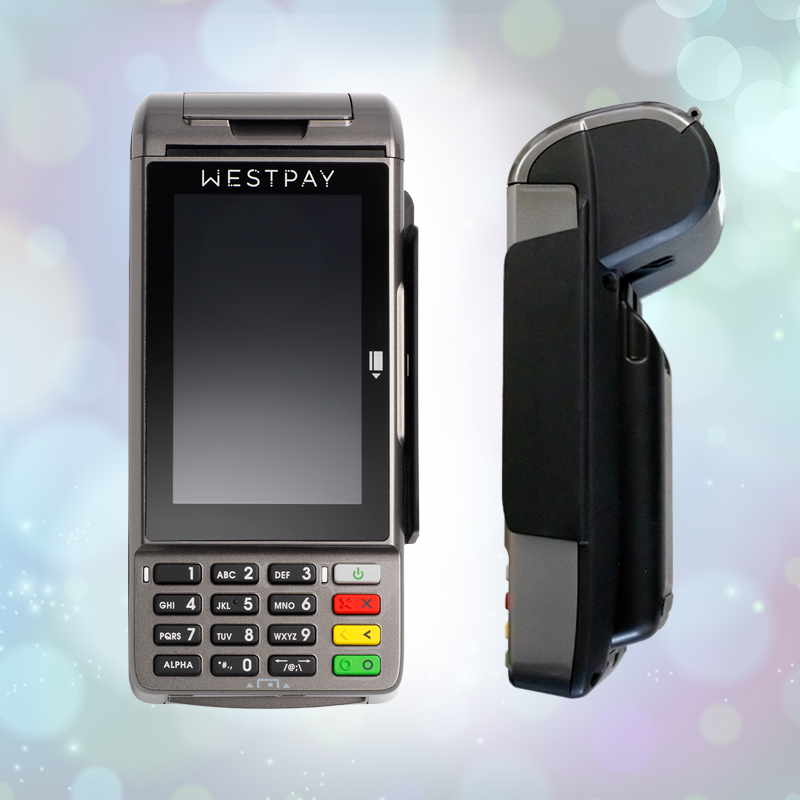 WESTPAY
1 ABC 2 DEF 3
GHI 4 JKL 5 MNO 6
PQRS 7 TUV 8 WXYZ 9
ALPHA *#., 0 /@;\